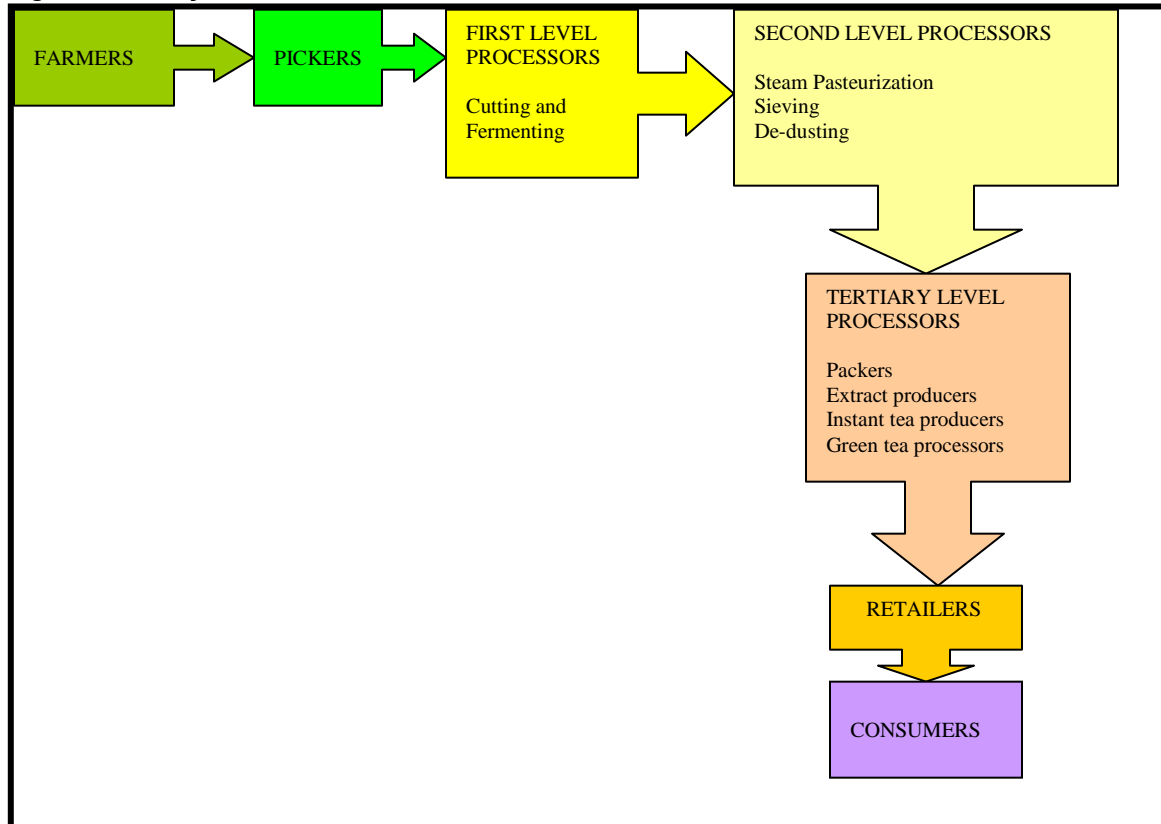 FARMERS
PICKERS
FIRST LEVEL
PROCESSORS
Cutting and
Fermenting
SECOND LEVEL PROCESSORS
Steam Pasteurization
Sieving
De-dusting
TERTIARY LEVEL
PROCESSORS
Packers
Extract producers
Instant tea producers
Green tea processors
RETAILERS
CONSUMERS